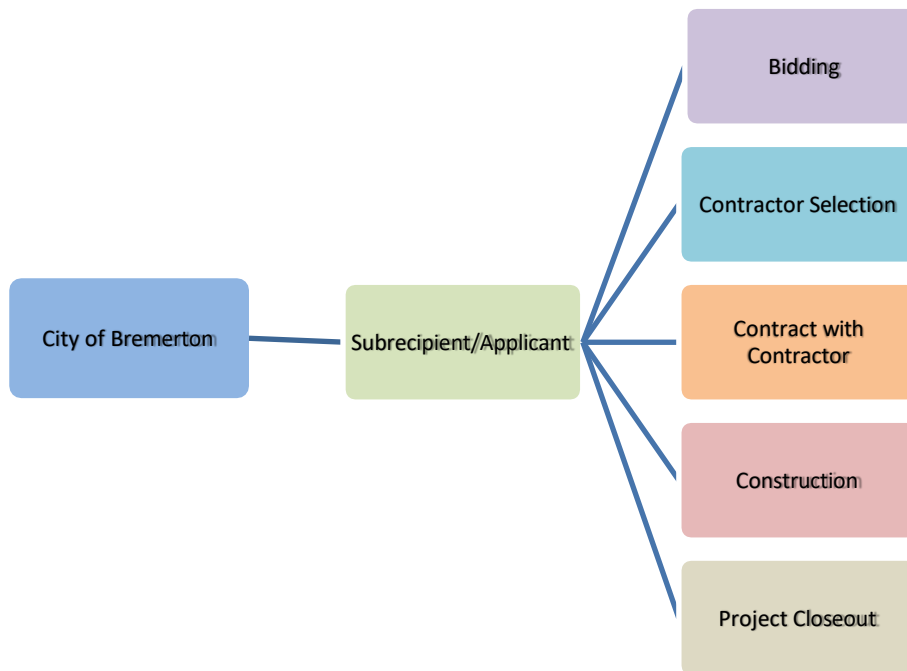 City of Bremerton
Subrecipient/Applicant
Bidding
Contractor Selection
Contract with
Contractor
Construction
Project Closeout